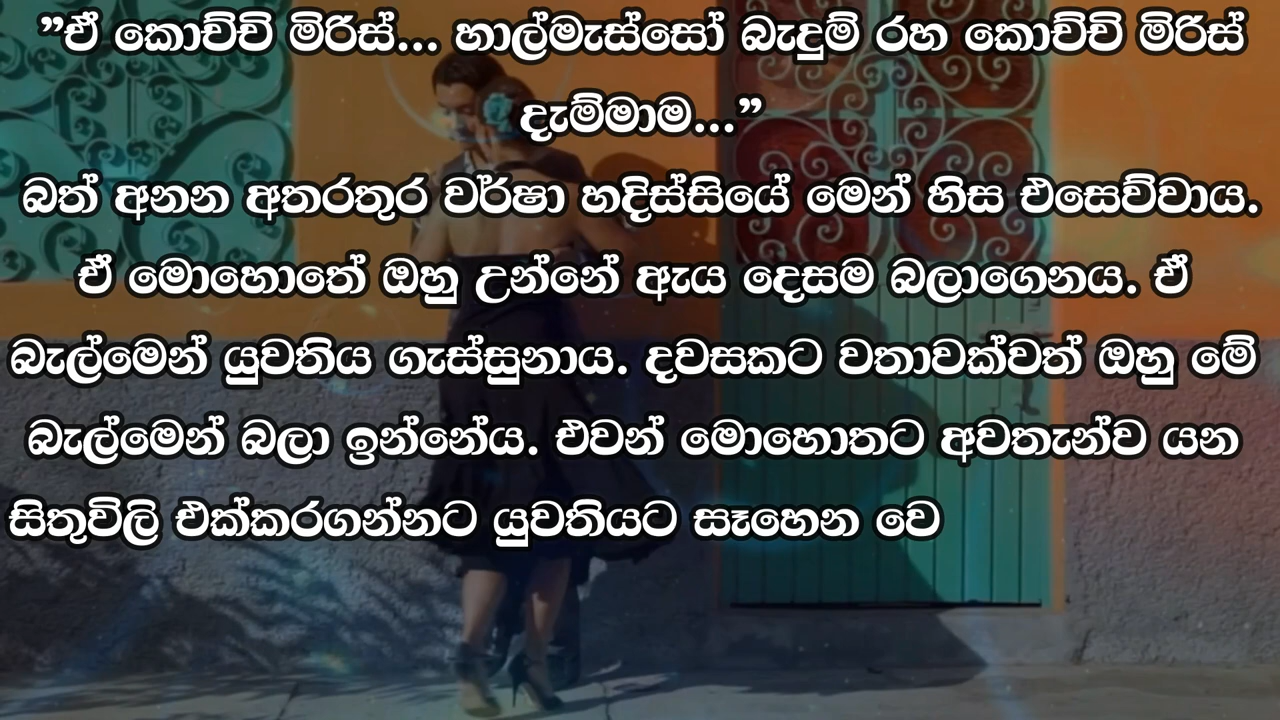 ”ඒ කොච්චි මිරිස්... හාල්මැස්සෝ බැදුම් රහ කොච්චි මිරිස්
දැම්මාම...”
බත් අනන අතරතුර වර්ෂා හදිස්සියේ මෙන් හිස එසෙව්වාය.
ඒ මොහොතේ ඔහු උන්නේ ඇය දෙසම බලාගෙනය. ඒ
බැල්මෙන් යුවතිය ගැස්සුනාය. දවසකට වතාවක්වත් ඔහු මේ
බැල්මෙන් බලා ඉන්නේය. එවන් මොහොතට අවතැන්ව යන
සිතුවිලි එක්කරගන්නට යුවතියට සෑහෙන වෙ